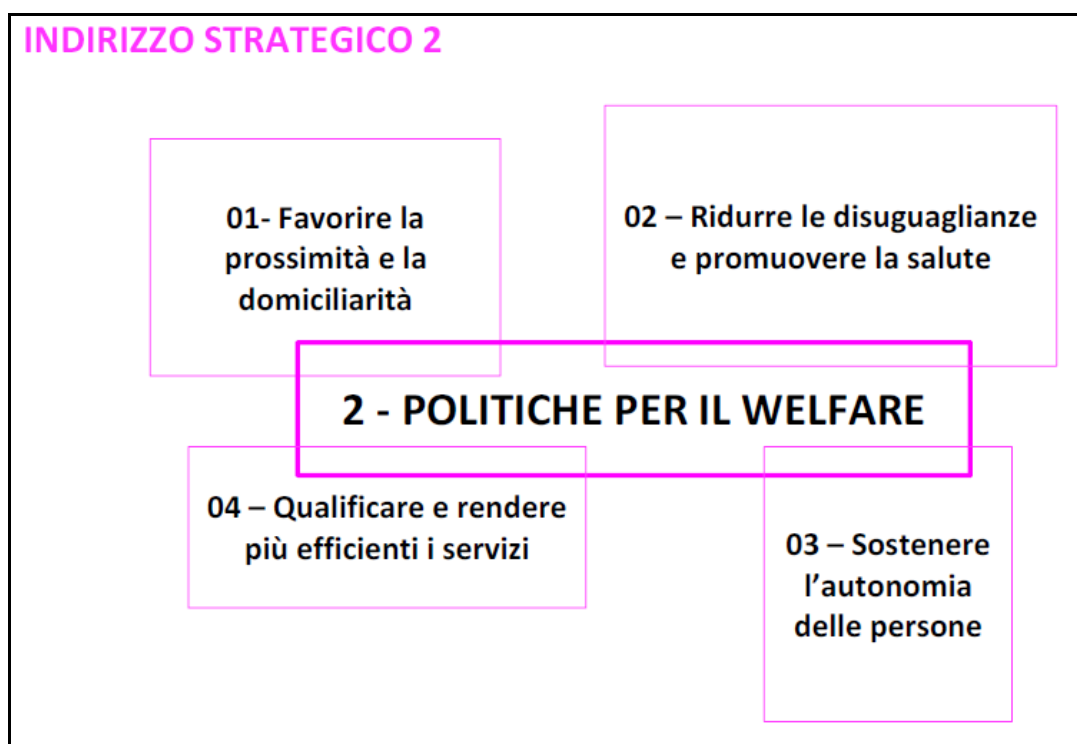 INDIRIZZO STRATEGICO 2
01- Favorire la
prossimità e la
domiciliarità
02 – Ridurre le disuguaglianze
e promuovere la salute
2 - POLITICHE PER IL WELFARE
04 – Qualificare e rendere
più efficienti i servizi
03 – Sostenere
l’autonomia
delle persone